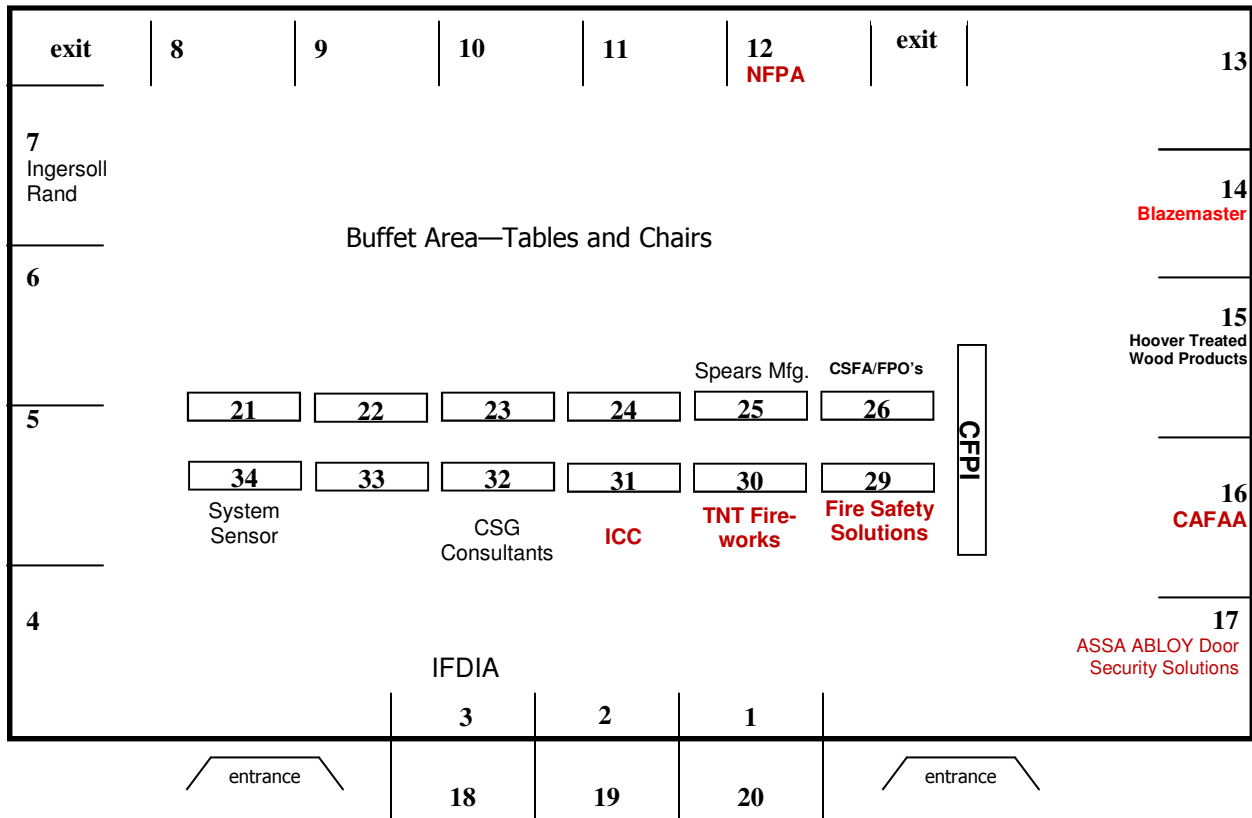 exit
8
9
10
11
12
NFPA
exit
13
7
Ingersoll
Rand
14
Blazemaster
Buffet Area—Tables and Chairs
6
15
Hoover Treated
Wood Products
Spears Mfg.
CSFA/FPO's
5
21
22
23
24
25
26
CFPI
34
33
32
31
30
29
System
Sensor
CSG
Consultants
ICC
TNT Fire-
works
Fire Safety
Solutions
16
CAFAA
4
17
ASSA ABLOY Door
Security Solutions
IFDIA
3
2
1
entrance
18
19
20
entrance